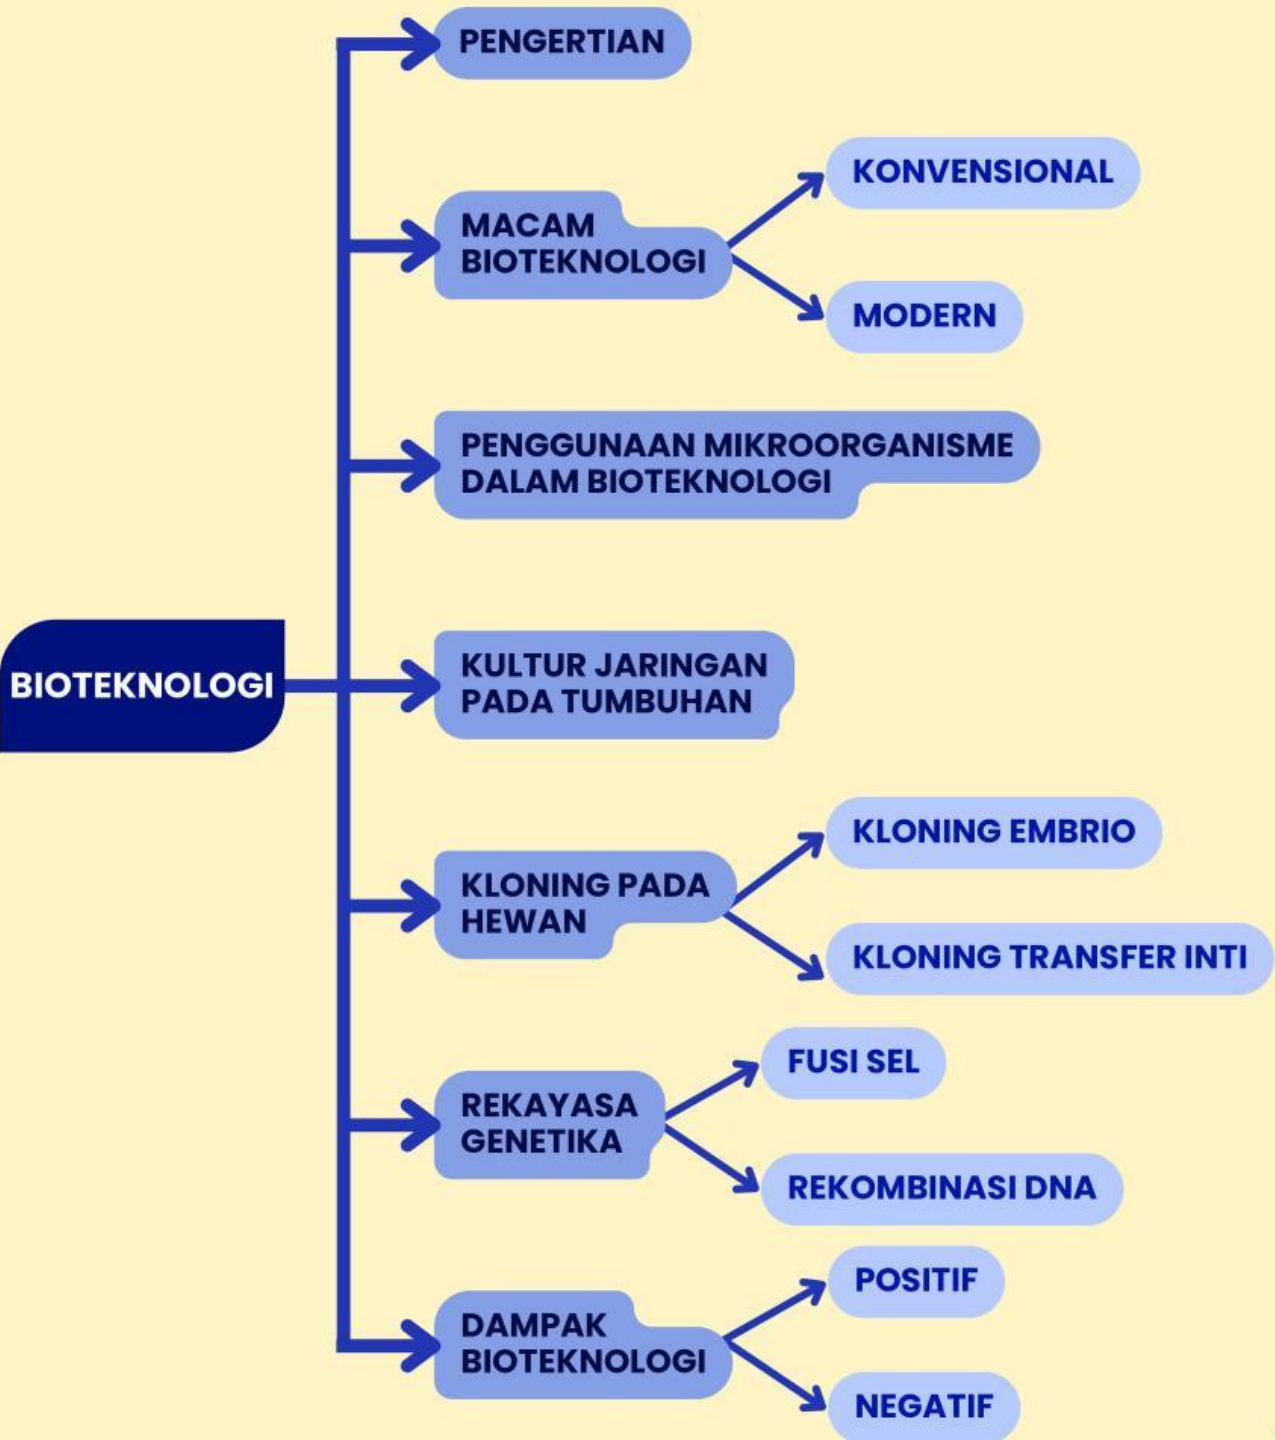 PENGERTIAN
MACAM
BIOTEKNOLOGI
KONVENSIONAL
MODERN
PENGGUNAAN MIKROORGANISME
DALAM BIOTEKNOLOGI
BIOTEKNOLOGI
KULTUR JARINGAN
PADA TUMBUHAN
KLONING PADA
HEWAN
KLONING EMBRIO
KLONING TRANSFER INTI
REKAYASA
GENETIKA
FUSI SEL
REKOMBINASI DNA
DAMPAK
BIOTEKNOLOGI
POSITIF
NEGATIF